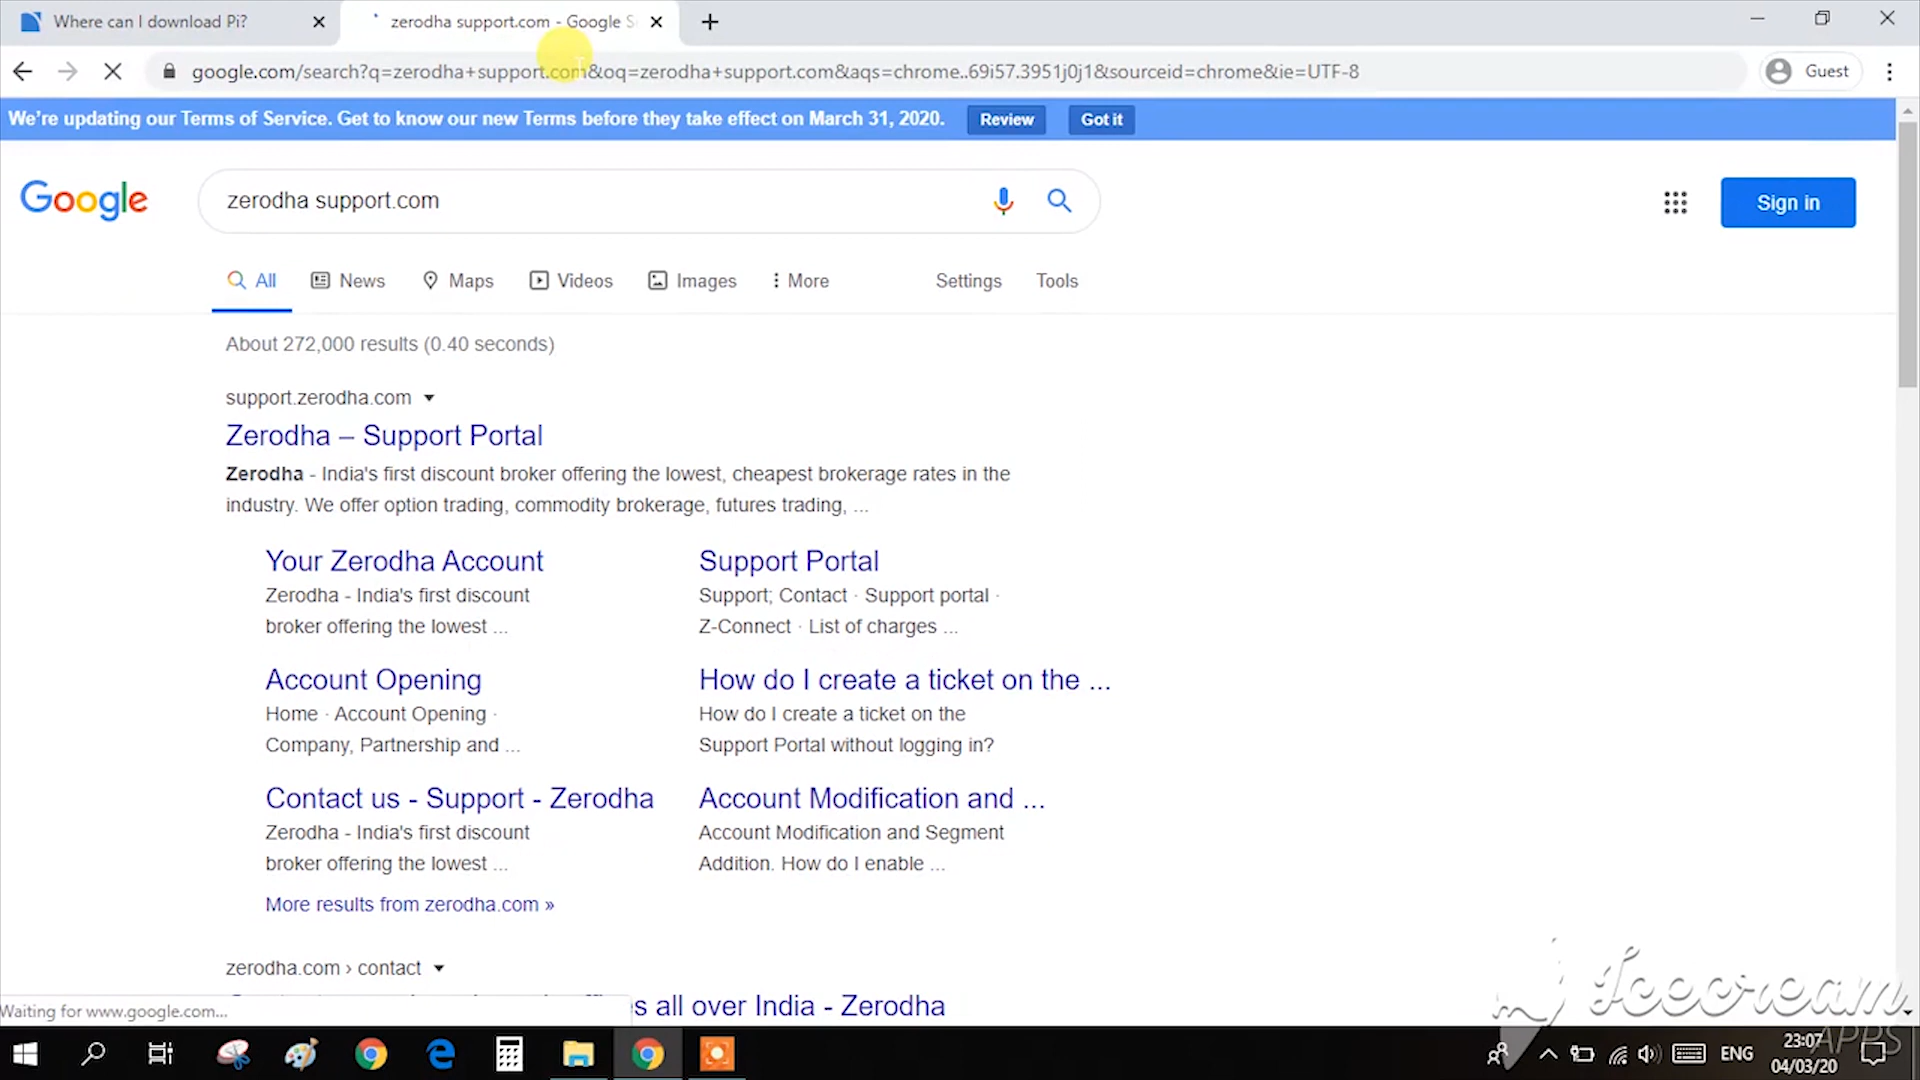 Where can I download Pi?
zerodha support.com - Google S
google.com/search?q=zerodha+support.com&oq=zerodha+support.com&aqs=chrome..69i57.3951j0j1&sourceid=chrome&ie=UTF-8
Guest
We're updating our Terms of Service. Get to know our new Terms before they take effect on March 31, 2020.
Review
Got it
Google
zerodha support.com
Sign in
All
News
Maps
Videos
Images
More
Settings
Tools
About 272,000 results (0.40 seconds)
support.zerodha.com
Zerodha – Support Portal
Zerodha - India's first discount broker offering the lowest, cheapest brokerage rates in the
industry. We offer option trading, commodity brokerage, futures trading, ...
Your Zerodha Account
Zerodha - India's first discount
broker offering the lowest ...
Support Portal
Support; Contact · Support portal ·
Z-Connect · List of charges ...
Account Opening
Home · Account Opening ·
Company, Partnership and ...
How do I create a ticket on the ...
How do I create a ticket on the
Support Portal without logging in?
Contact us - Support - Zerodha
Zerodha - India's first discount
broker offering the lowest ...
Account Modification and ...
Account Modification and Segment
Addition. How do I enable ...
More results from zerodha.com »
zerodha.com › contact
s all over India - Zerodha
Waiting for www.google.com...
Icecream
APPS
ENG
23:07
04/03/20